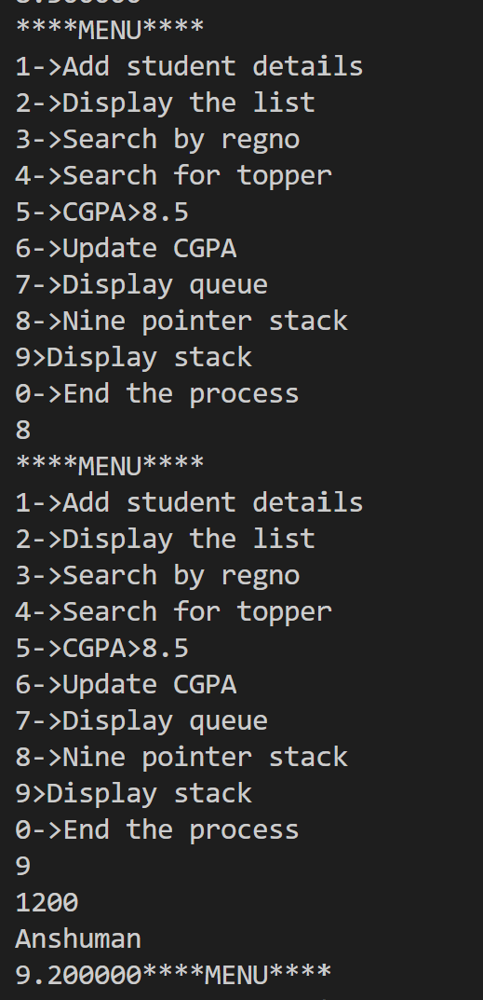 ****MENU****
1->Add student details
2->Display the list
3->Search by regno
4->Search for topper
5->CGPA>8.5
6->Update CGPA
7->Display queue
8->Nine pointer stack
9>Display stack
0->End the process
8
****MENU****
1->Add student details
2->Display the list
3->Search by regno
4->Search for topper
5->CGPA>8.5
6->Update CGPA
7->Display queue
8->Nine pointer stack
9>Display stack
0->End the process
9
1200
Anshuman
9.200000****MENU****